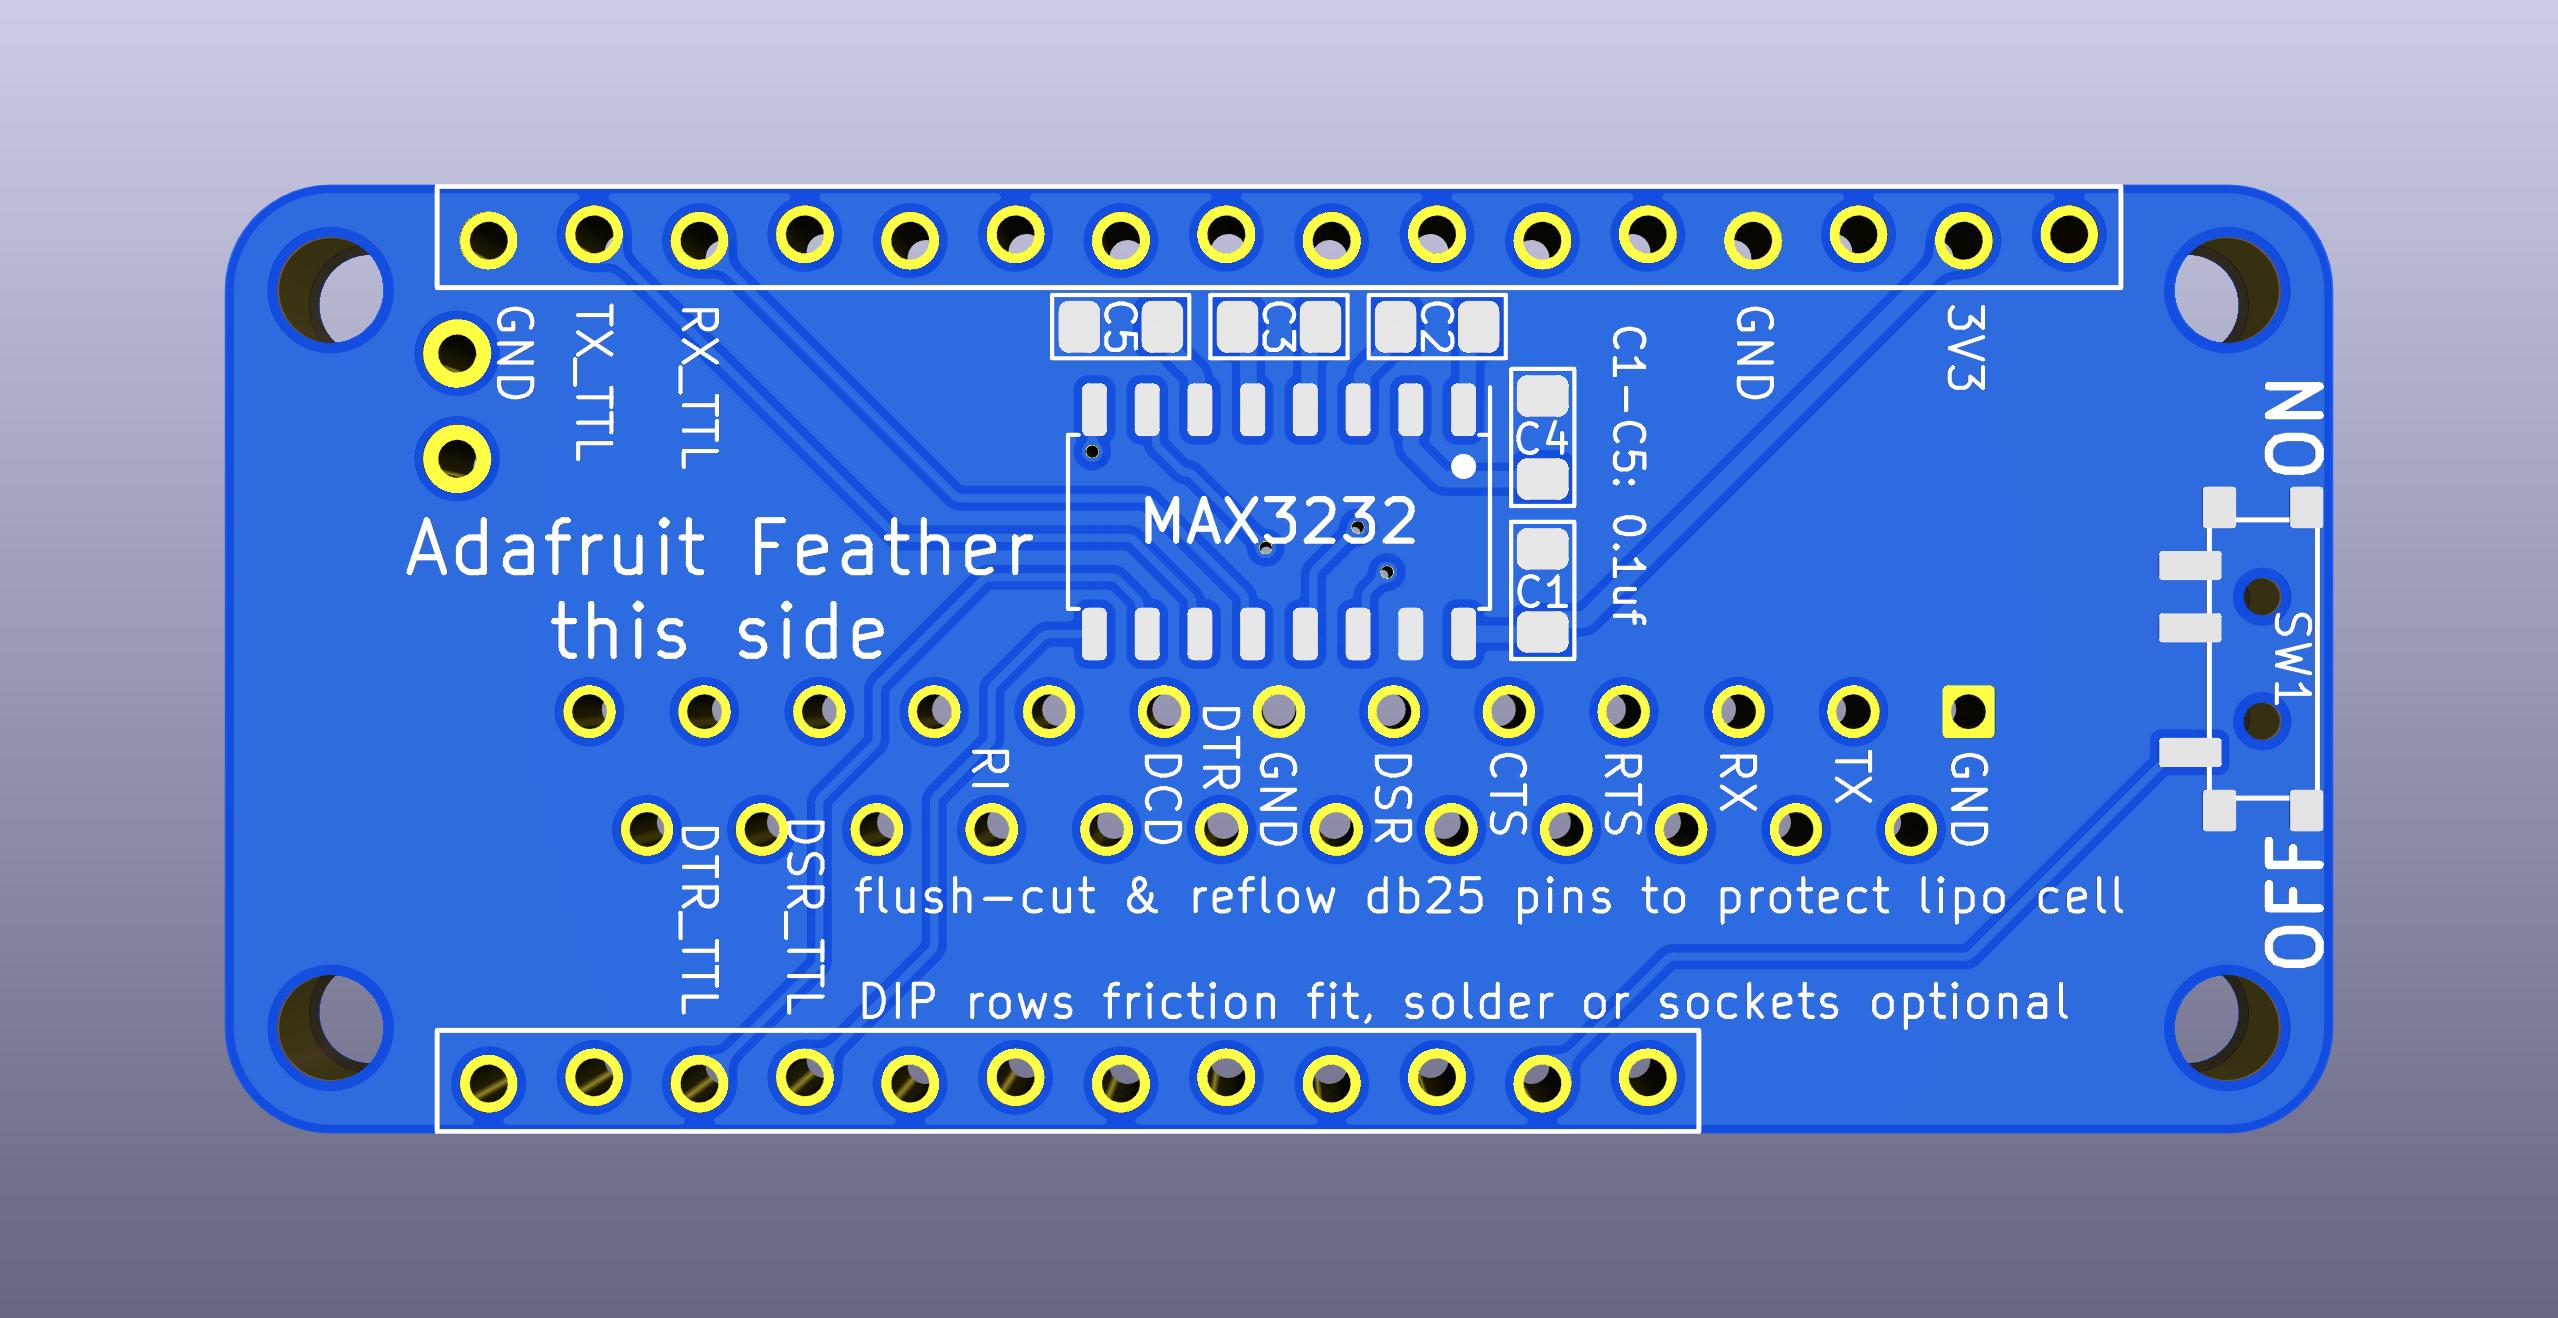 GND
TX_TTL
RX_TTL
C5
C3
C2
C4
C1
C1-C5: 0.1uf
GND
3V3
ON
MAX3232
Adafruit Feather
this side
SW1
OFF
RI
DCD
DTR
GND
DSR
CTS
RTS
RX
TX
GND
DTR_TTL
DSR_TTL
flush-cut & reflow db25 pins to protect lipo cell
DIP rows friction fit, solder or sockets optional